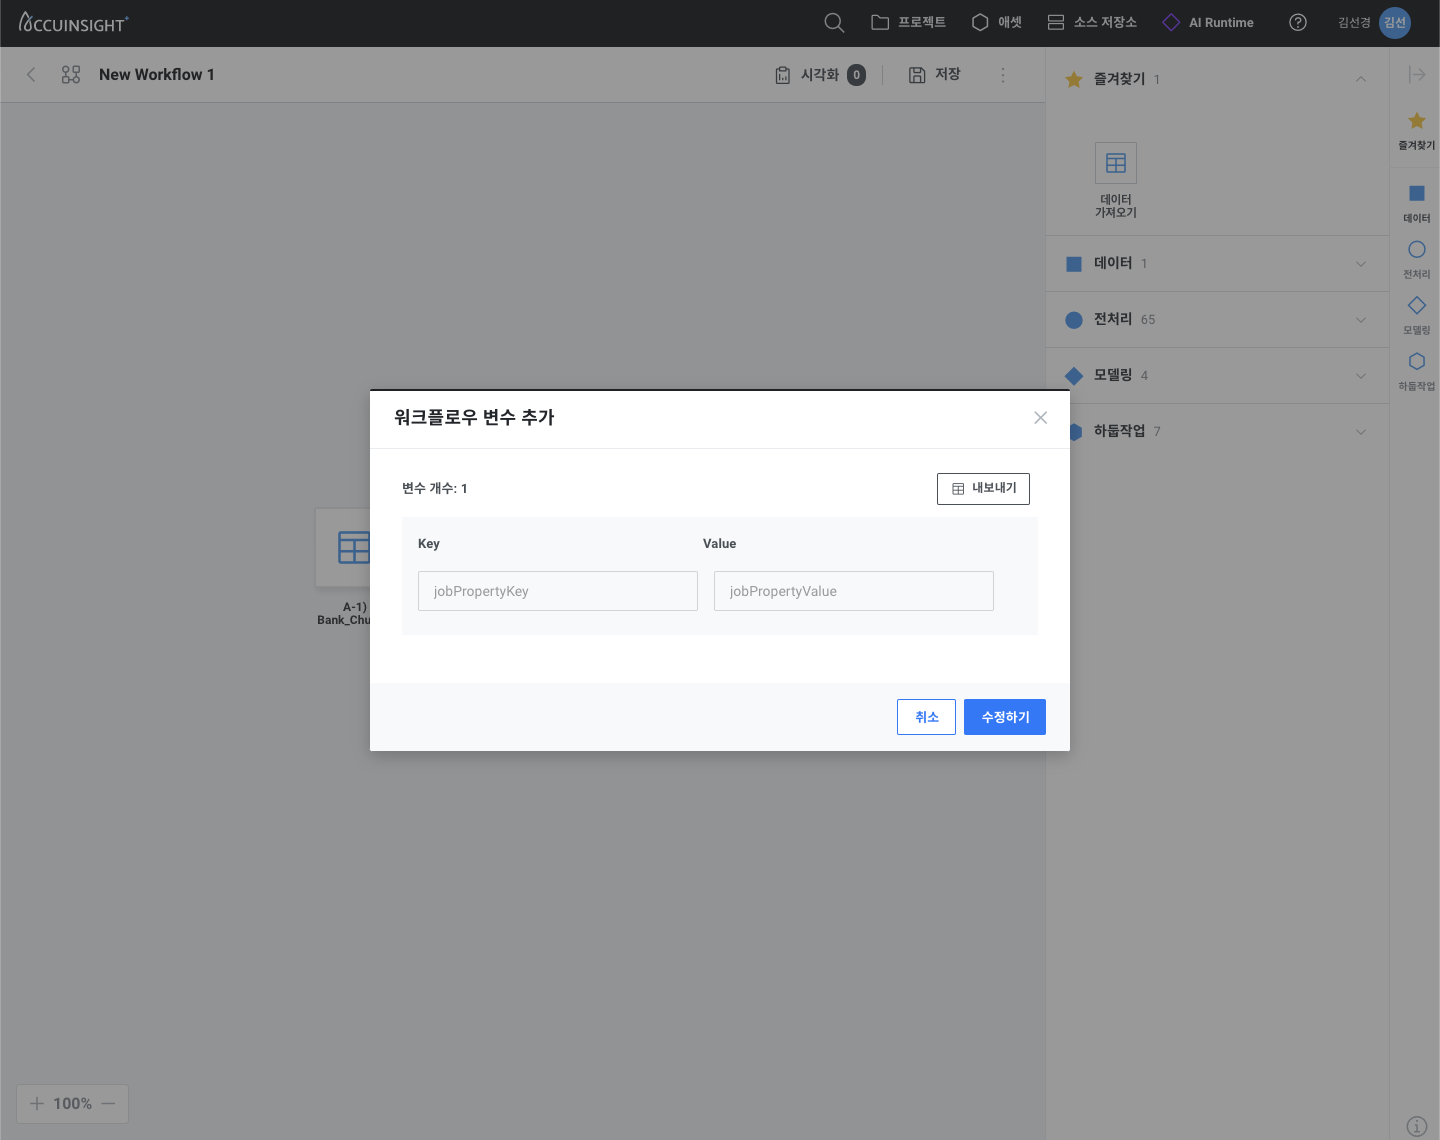 ACCUINSIGHT+
프로젝트
애셋
소스 저장소
AI Runtime
김선경
김선
New Workflow 1
시각화 0
저장
즐겨찾기 1
데이터
가져오기
데이터 1
전처리 65
모델링 4
하둡작업 7
즐겨찾기
데이터
전처리
모델링
하둡작업
A-1)
Bank_Chu
워크플로우 변수 추가
변수 개수: 1
내보내기
Key
Value
jobPropertyKey
jobPropertyValue
취소
수정하기
100%